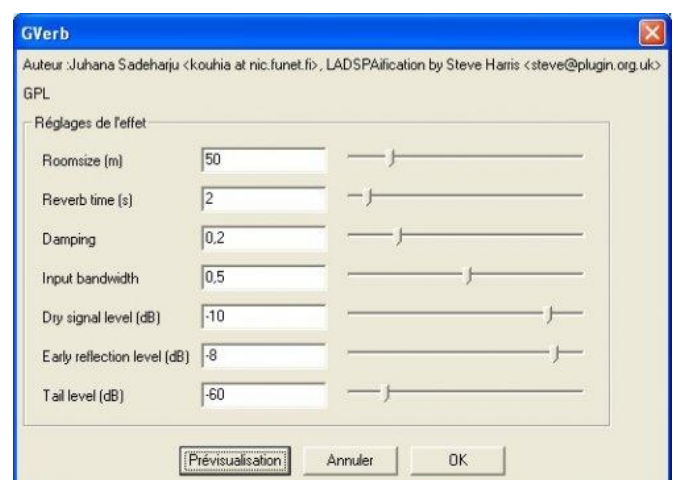 GVerb
Auteur :Juhana Sadeharju <kouhia at nic.funet.fi>, LADSPAification by Steve Harris <steve@plugin.org.uk>
GPL
Réglages de l'effet
Roomsize (m) 50
Reverb time (s) 2
Damping 0,2
Input bandwidth 0,5
Dry signal level (dB) -10
Early reflection level (dB) -8
Tail level (dB) -60
Prévisualisation Annuler OK